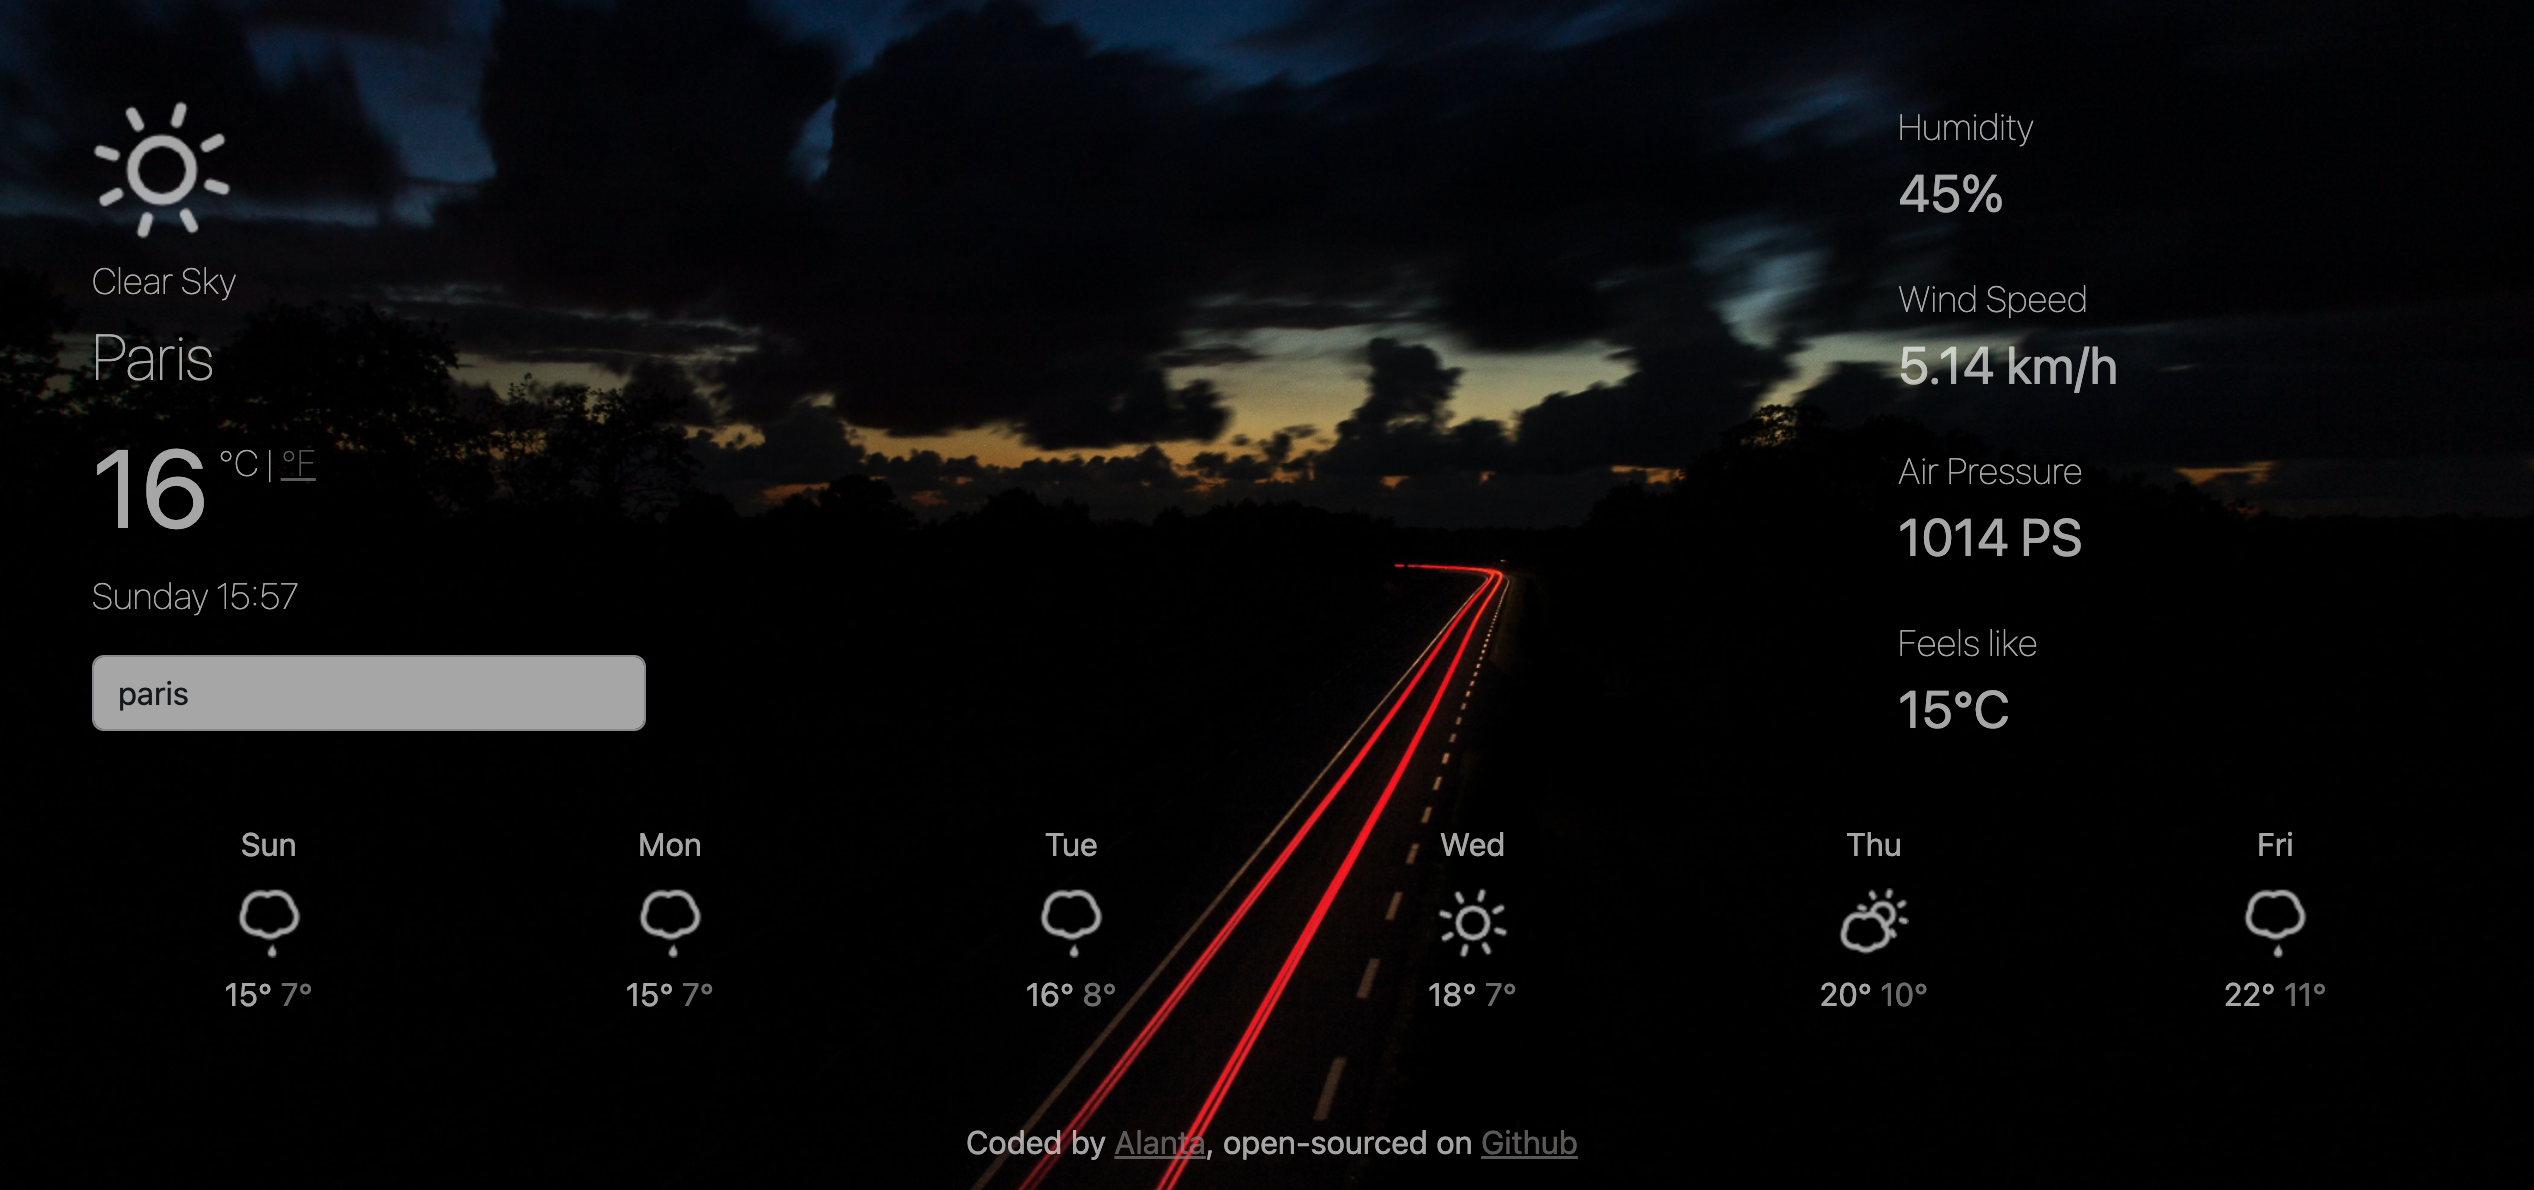 Clear Sky
Paris
16 °C | °F
Sunday 15:57
paris
Humidity
45%
Wind Speed
5.14 km/h
Air Pressure
1014 PS
Feels like
15°C
Sun Mon Tue Wed Thu Fri
15° 7° 15° 7° 16° 8° 18° 7° 20° 10° 22° 11°
Coded by Alanta, open-sourced on Github